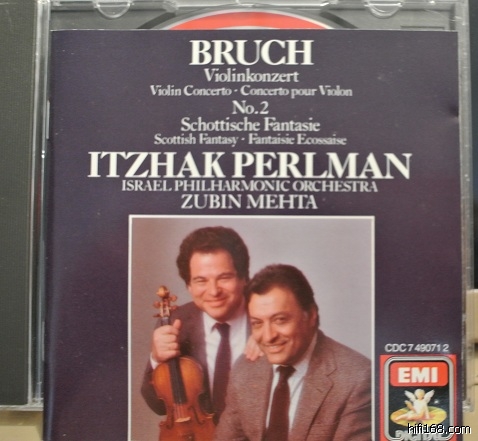 BRUCH
Violinkonzert
Violin Concerto · Concerto pour Violon
No.2
Schottische Fantasie
Scottish Fantasy · Fantaisie Ecossaise
ITZHAK PERLMAN
ISRAEL PHILHARMONIC ORCHESTRA
ZUBIN MEHTA
CDC 7 49071 2
EMI
DIGITAL
hifi168.com